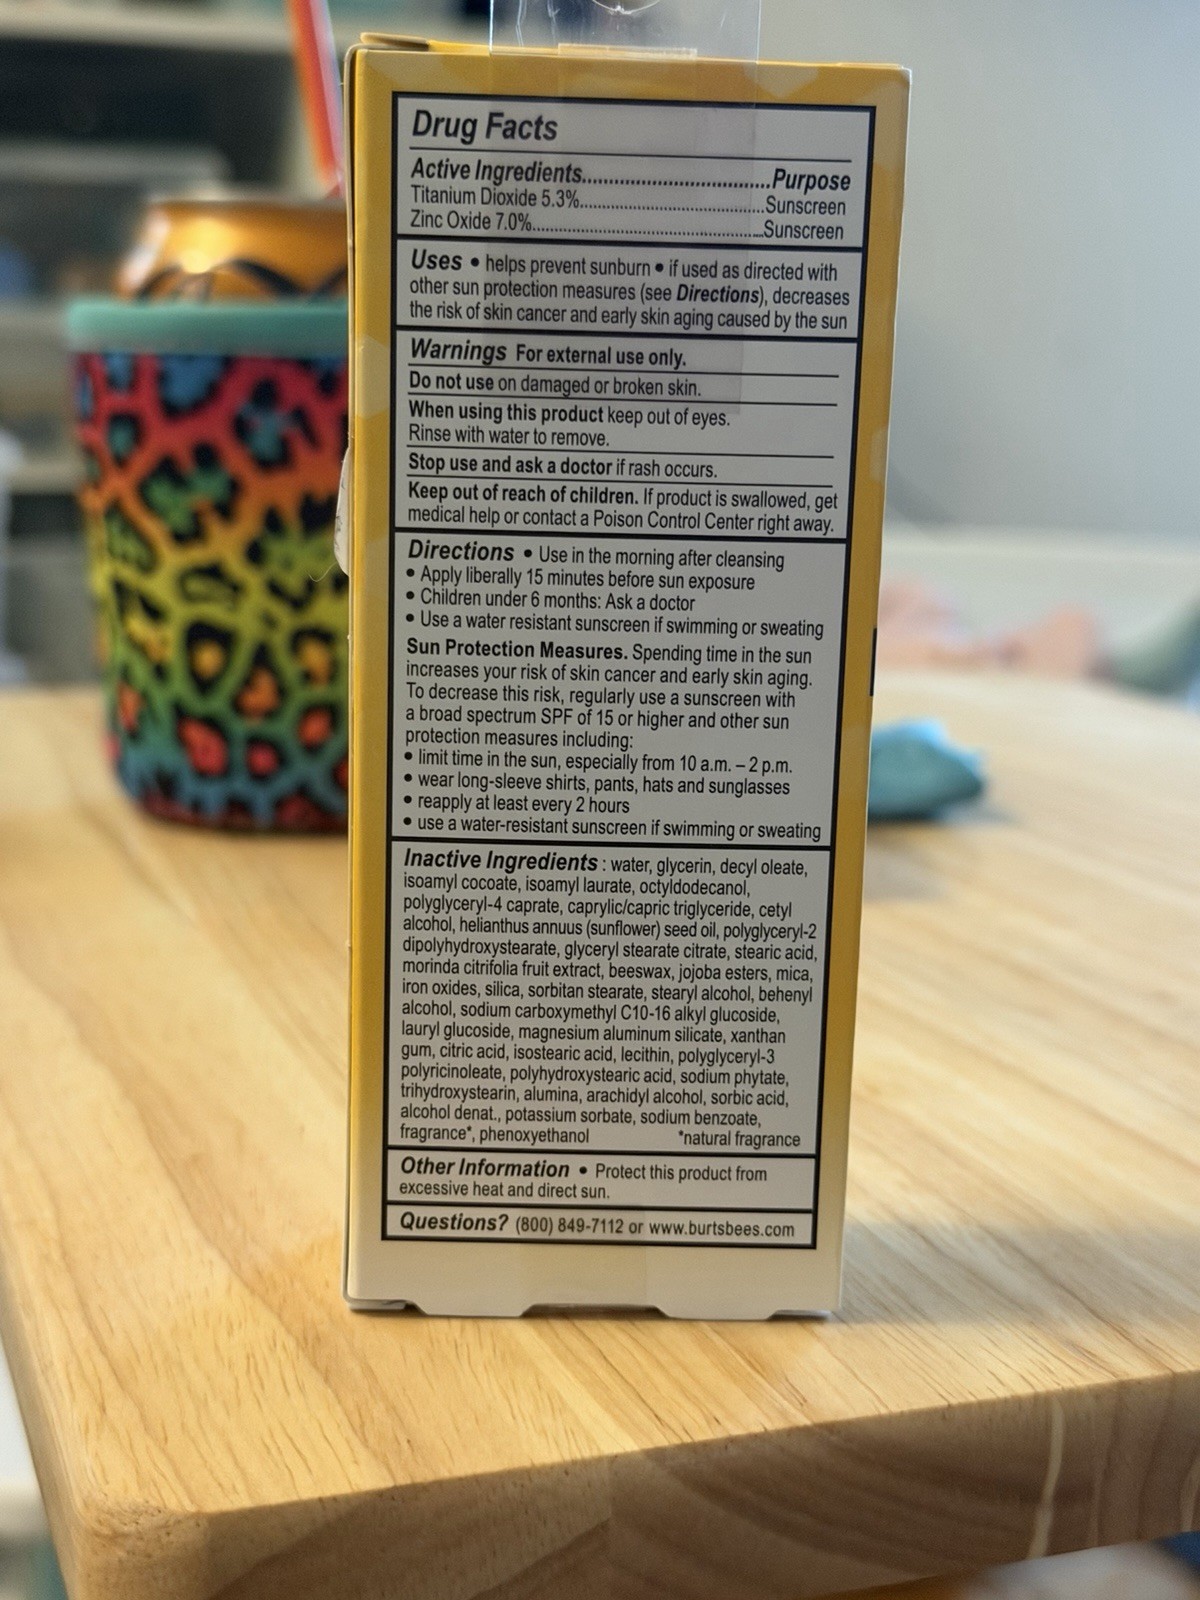 Drug Facts
Active Ingredients..................................Purpose
Titanium Dioxide 5.3%..................................Sunscreen
Zinc Oxide 7.0%..........................................Sunscreen
Uses • helps prevent sunburn • if used as directed with
other sun protection measures (see Directions), decreases
the risk of skin cancer and early skin aging caused by the sun
Warnings For external use only.
Do not use on damaged or broken skin.
When using this product keep out of eyes.
Rinse with water to remove.
Stop use and ask a doctor if rash occurs.
Keep out of reach of children. If product is swallowed, get
medical help or contact a Poison Control Center right away.
Directions • Use in the morning after cleansing
• Apply liberally 15 minutes before sun exposure
• Children under 6 months: Ask a doctor
• Use a water resistant sunscreen if swimming or sweating
Sun Protection Measures. Spending time in the sun
increases your risk of skin cancer and early skin aging.
To decrease this risk, regularly use a sunscreen with
a broad spectrum SPF of 15 or higher and other sun
protection measures including:
• limit time in the sun, especially from 10 a.m. – 2 p.m.
• wear long-sleeve shirts, pants, hats and sunglasses
• reapply at least every 2 hours
• use a water-resistant sunscreen if swimming or sweating
Inactive Ingredients : water, glycerin, decyl oleate,
isoamyl cocoate, isoamyl laurate, octyldodecanol,
polyglyceryl-4 caprate, caprylic/capric triglyceride, cetyl
alcohol, helianthus annuus (sunflower) seed oil, polyglyceryl-2
dipolyhydroxystearate, glyceryl stearate citrate, stearic acid,
morinda citrifolia fruit extract, beeswax, jojoba esters, mica,
iron oxides, silica, sorbitan stearate, stearyl alcohol, behenyl
alcohol, sodium carboxymethyl C10-16 alkyl glucoside,
lauryl glucoside, magnesium aluminum silicate, xanthan
gum, citric acid, isostearic acid, lecithin, polyglyceryl-3
polyricinoleate, polyhydroxystearic acid, sodium phytate,
trihydroxystearin, alumina, arachidyl alcohol, sorbic acid,
alcohol denat., potassium sorbate, sodium benzoate,
fragrance*, phenoxyethanol *natural fragrance
Other Information • Protect this product from
excessive heat and direct sun.
Questions? (800) 849-7112 or www.burtsbees.com